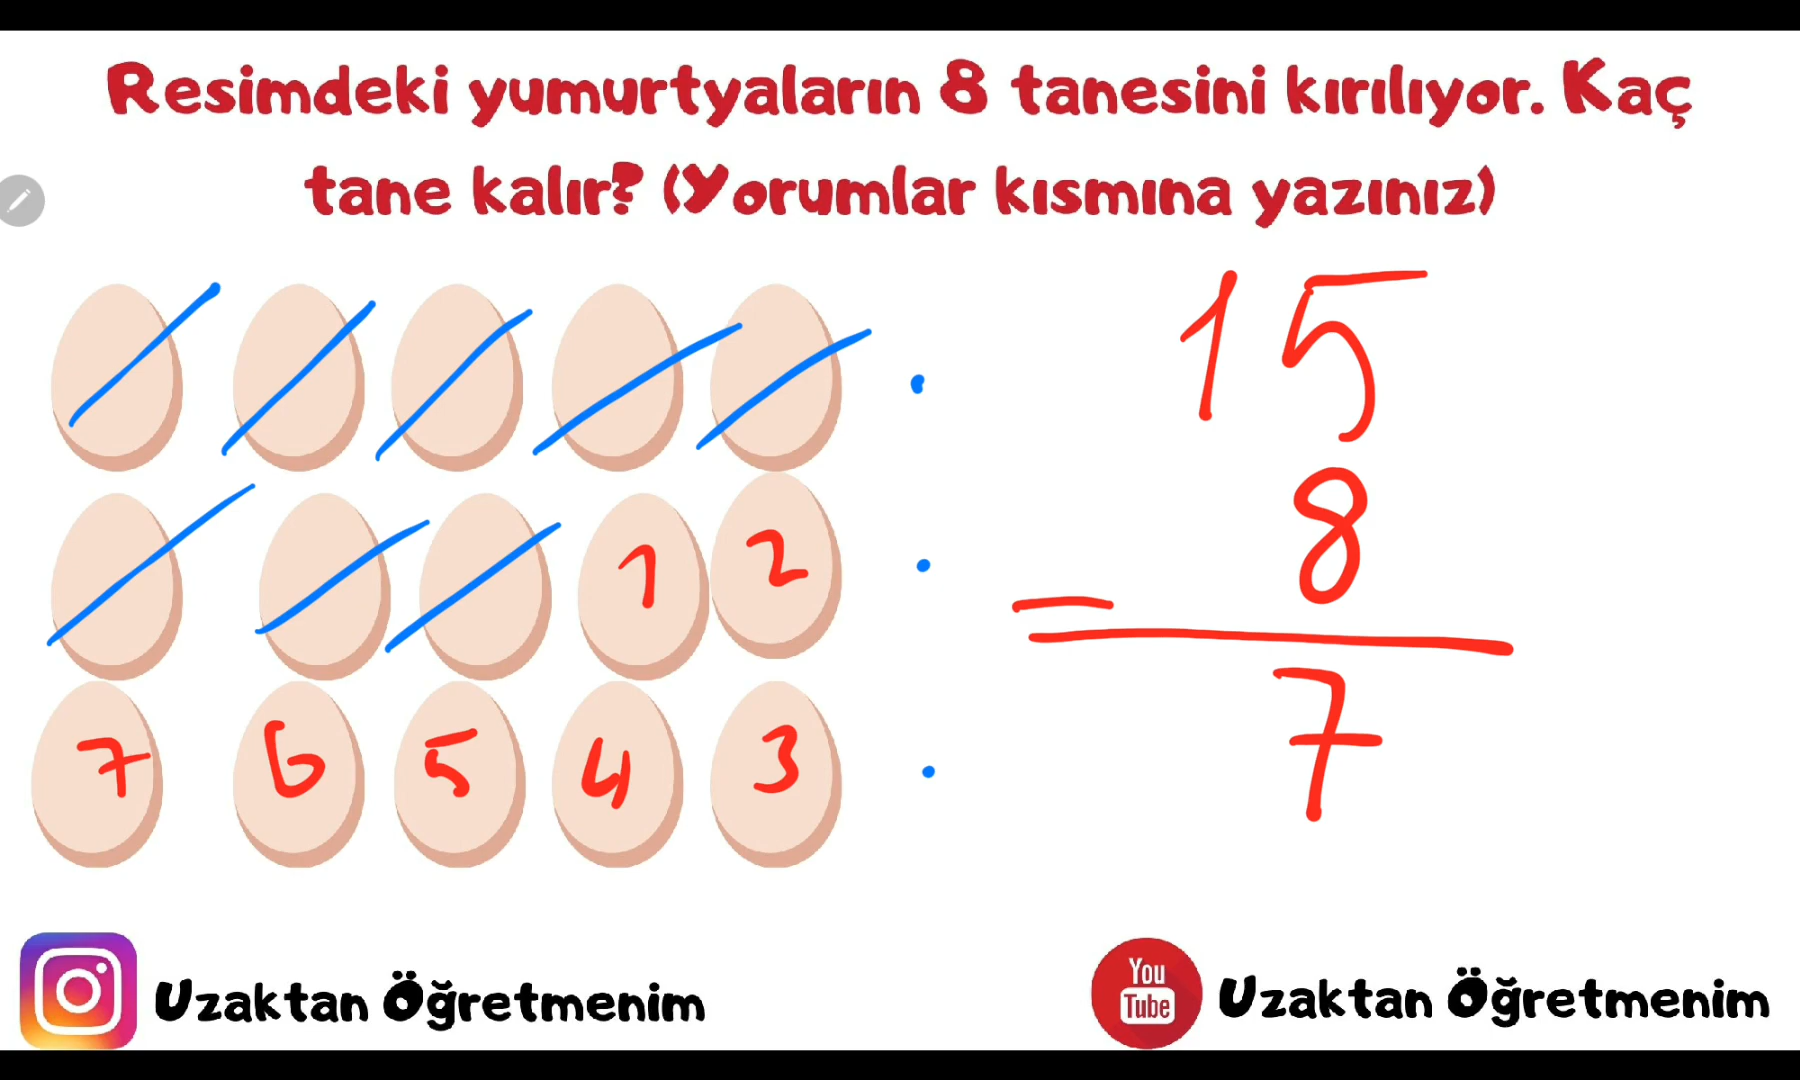 Resimdeki yumurtyaların 8 tanesini kırılıyor. Kaç
tane kalır? (Yorumlar kısmına yazınız)
15
8
—
7
1 2
7 6 5 4 3
Uzaktan Öğretmenim
You
Tube
Uzaktan Öğretmenim